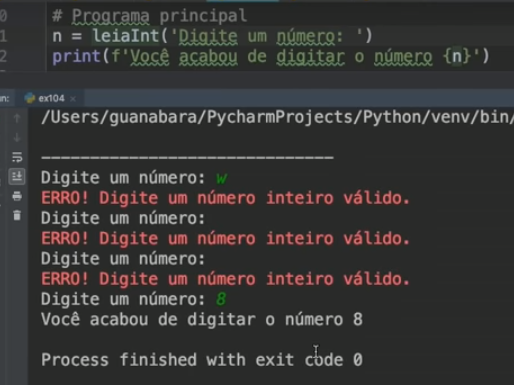 0 # Programa principal
1 n = leiaInt('Digite um número: ')
2 print(f'Você acabou de digitar o número {n}')
n: ex104 ×
/Users/guanabara/PycharmProjects/Python/venv/bin/
------------------------------
Digite um número: w
ERRO! Digite um número inteiro válido.
Digite um número:
ERRO! Digite um número inteiro válido.
Digite um número:
ERRO! Digite um número inteiro válido.
Digite um número: 8
Você acabou de digitar o número 8
Process finished with exit code 0